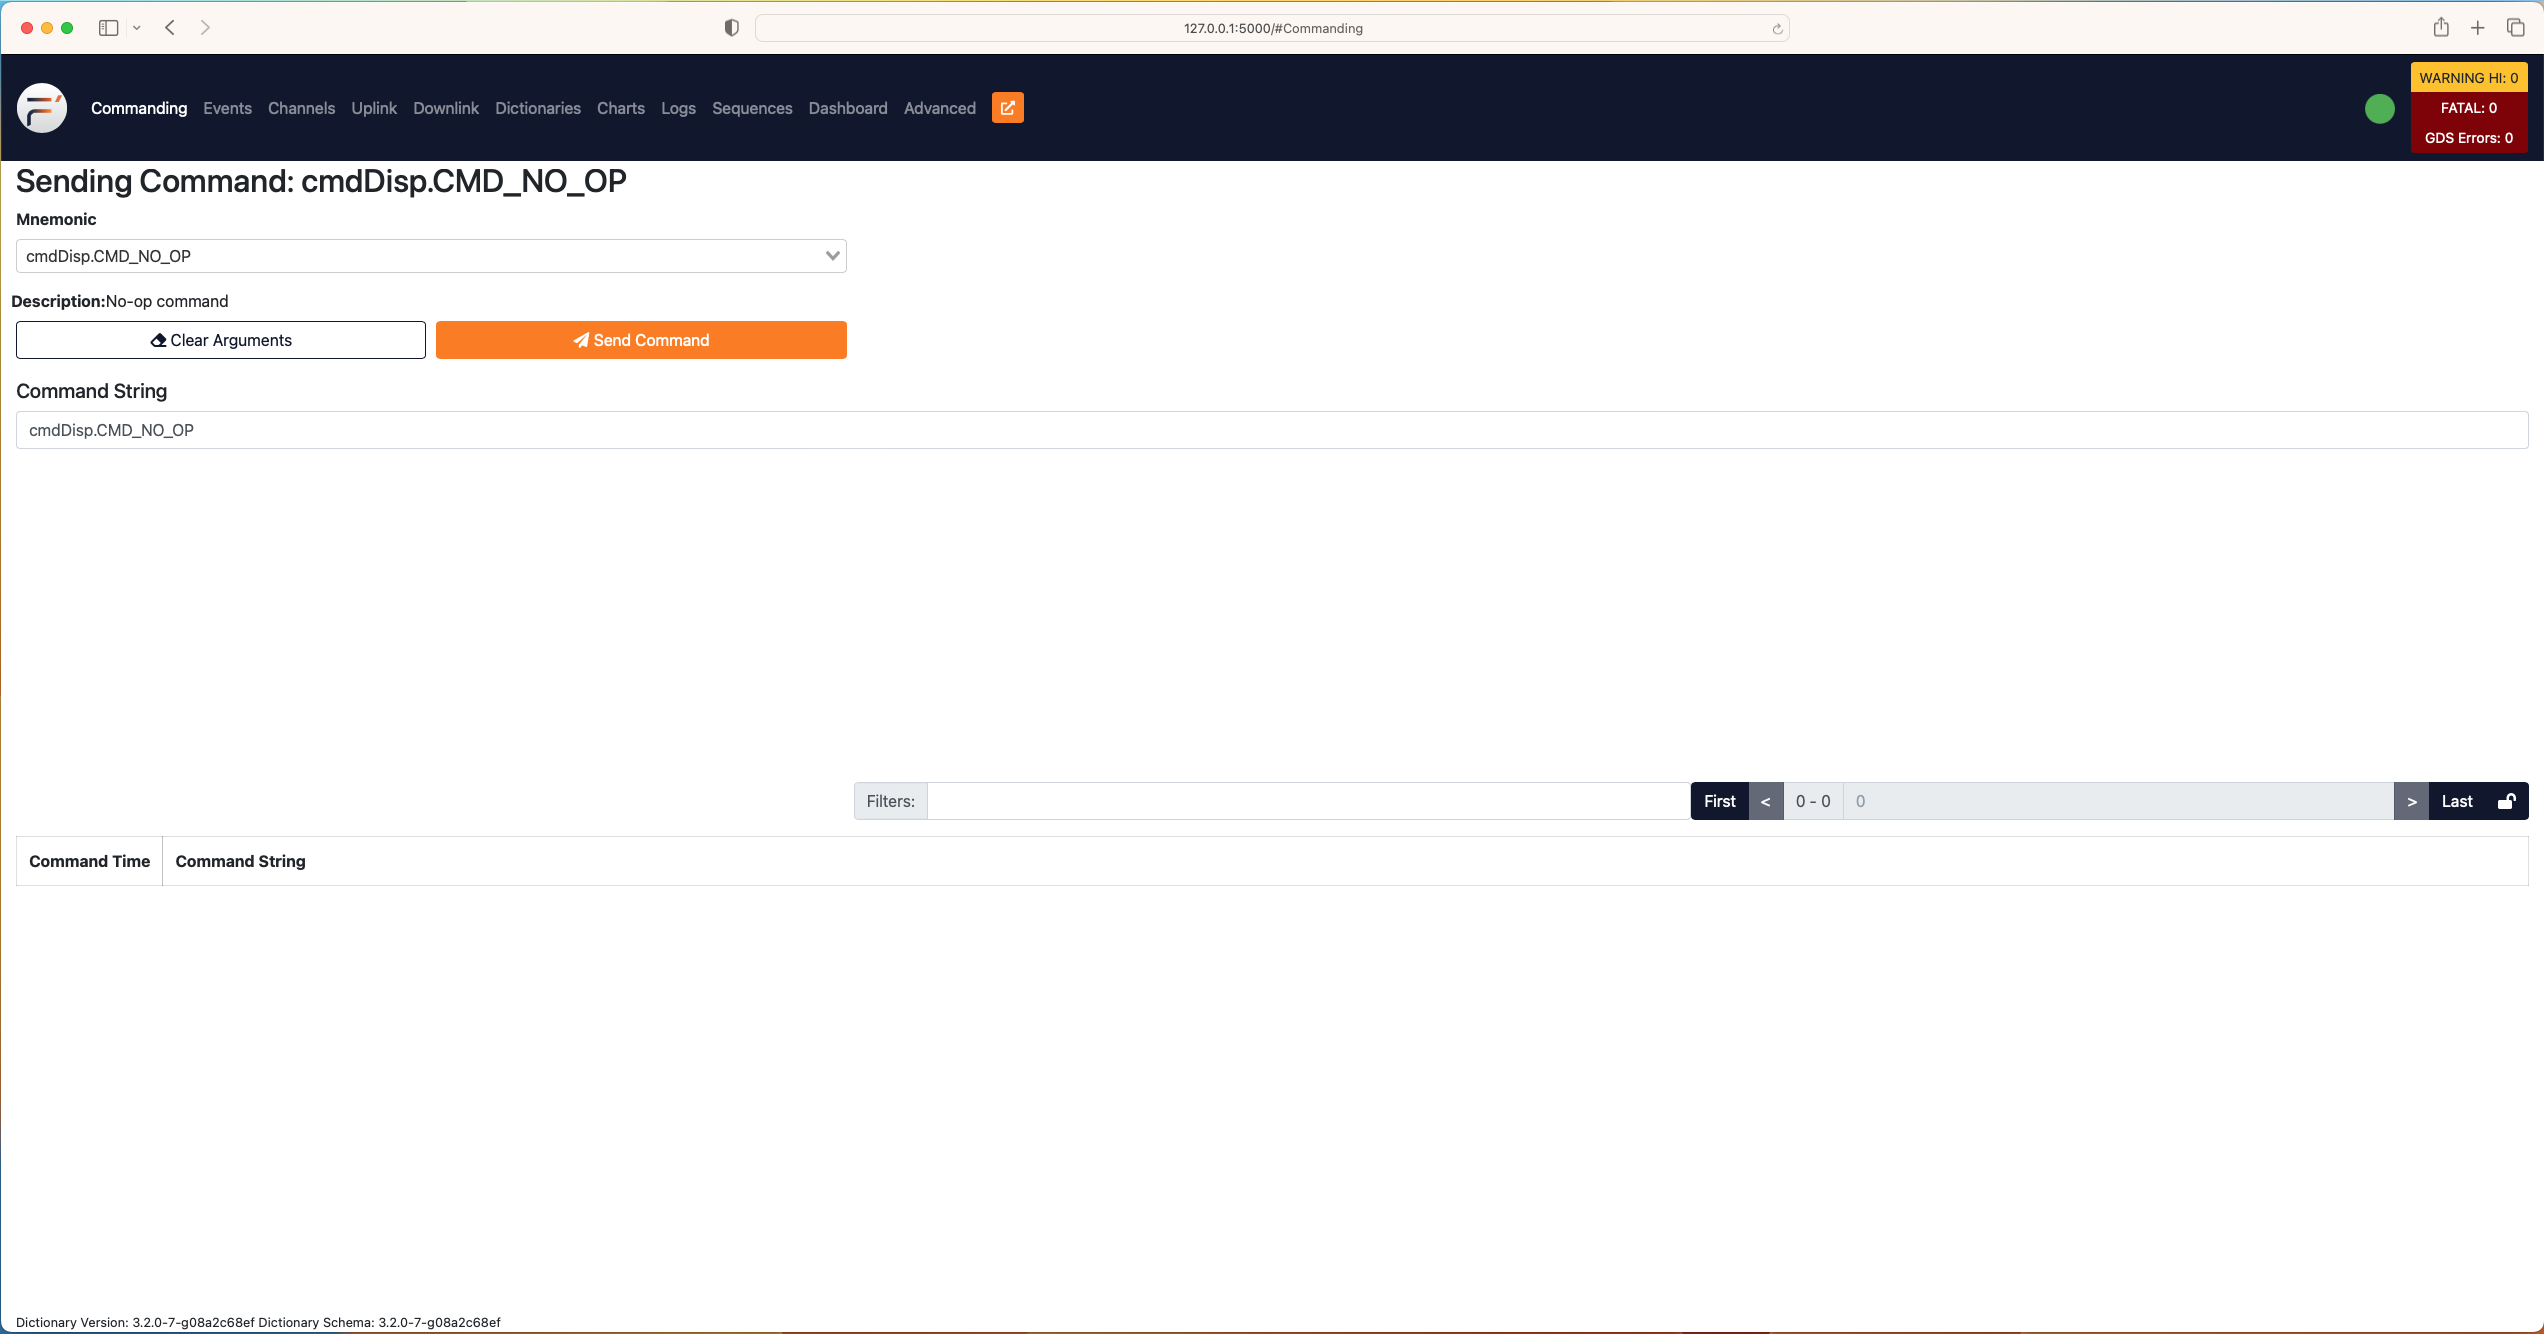 127.0.0.1:5000/#Commanding
Commanding Events Channels Uplink Downlink Dictionaries Charts Logs Sequences Dashboard Advanced
WARNING HI: 0
FATAL: 0
GDS Errors: 0
Sending Command: cmdDisp.CMD_NO_OP
Mnemonic
cmdDisp.CMD_NO_OP
Description:No-op command
Clear Arguments Send Command
Command String
cmdDisp.CMD_NO_OP
Filters: First < 0 - 0 0 > Last
Command Time Command String
Dictionary Version: 3.2.0-7-g08a2c68ef Dictionary Schema: 3.2.0-7-g08a2c68ef